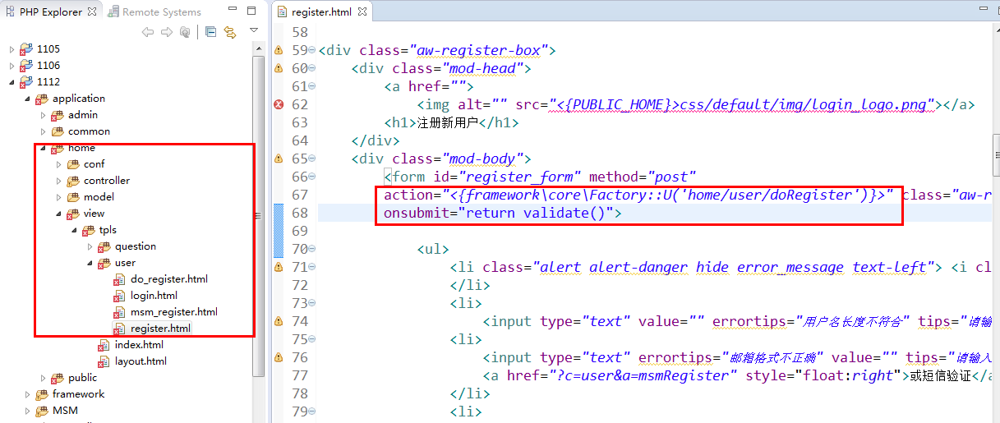 PHP Explorer
Remote Systems
1105
1106
1112
application
admin
common
home
conf
controller
model
view
tpls
question
user
do_register.html
login.html
msm_register.html
register.html
index.html
layout.html
public
framework
MSM
register.html
58
59 <div class="aw-register-box">
60 <div class="mod-head">
61 <a href="">
62 <img alt="" src="<{PUBLIC_HOME}>css/default/img/login_logo.png"></a>
63 <h1>注册新用户</h1>
64 </div>
65 <div class="mod-body">
66 <form id="register_form" method="post"
67 action="<{framework\core\Factory::U('home/user/doRegister')}>" class="aw-r
68 onsubmit="return validate()">
69
70 <ul>
71 <li class="alert alert-danger hide error_message text-left"> <i cl
72 </li>
73 <li>
74 <input type="text" value="" errortips="用户名长度不符合" tips="请输
75 <li>
76 <input type="text" errortips="邮箱格式不正确" value="" tips="请输入
77 <a href="?c=user&a=msmRegister" style="float:right">或短信验证</a
78 </li>
79 <li>